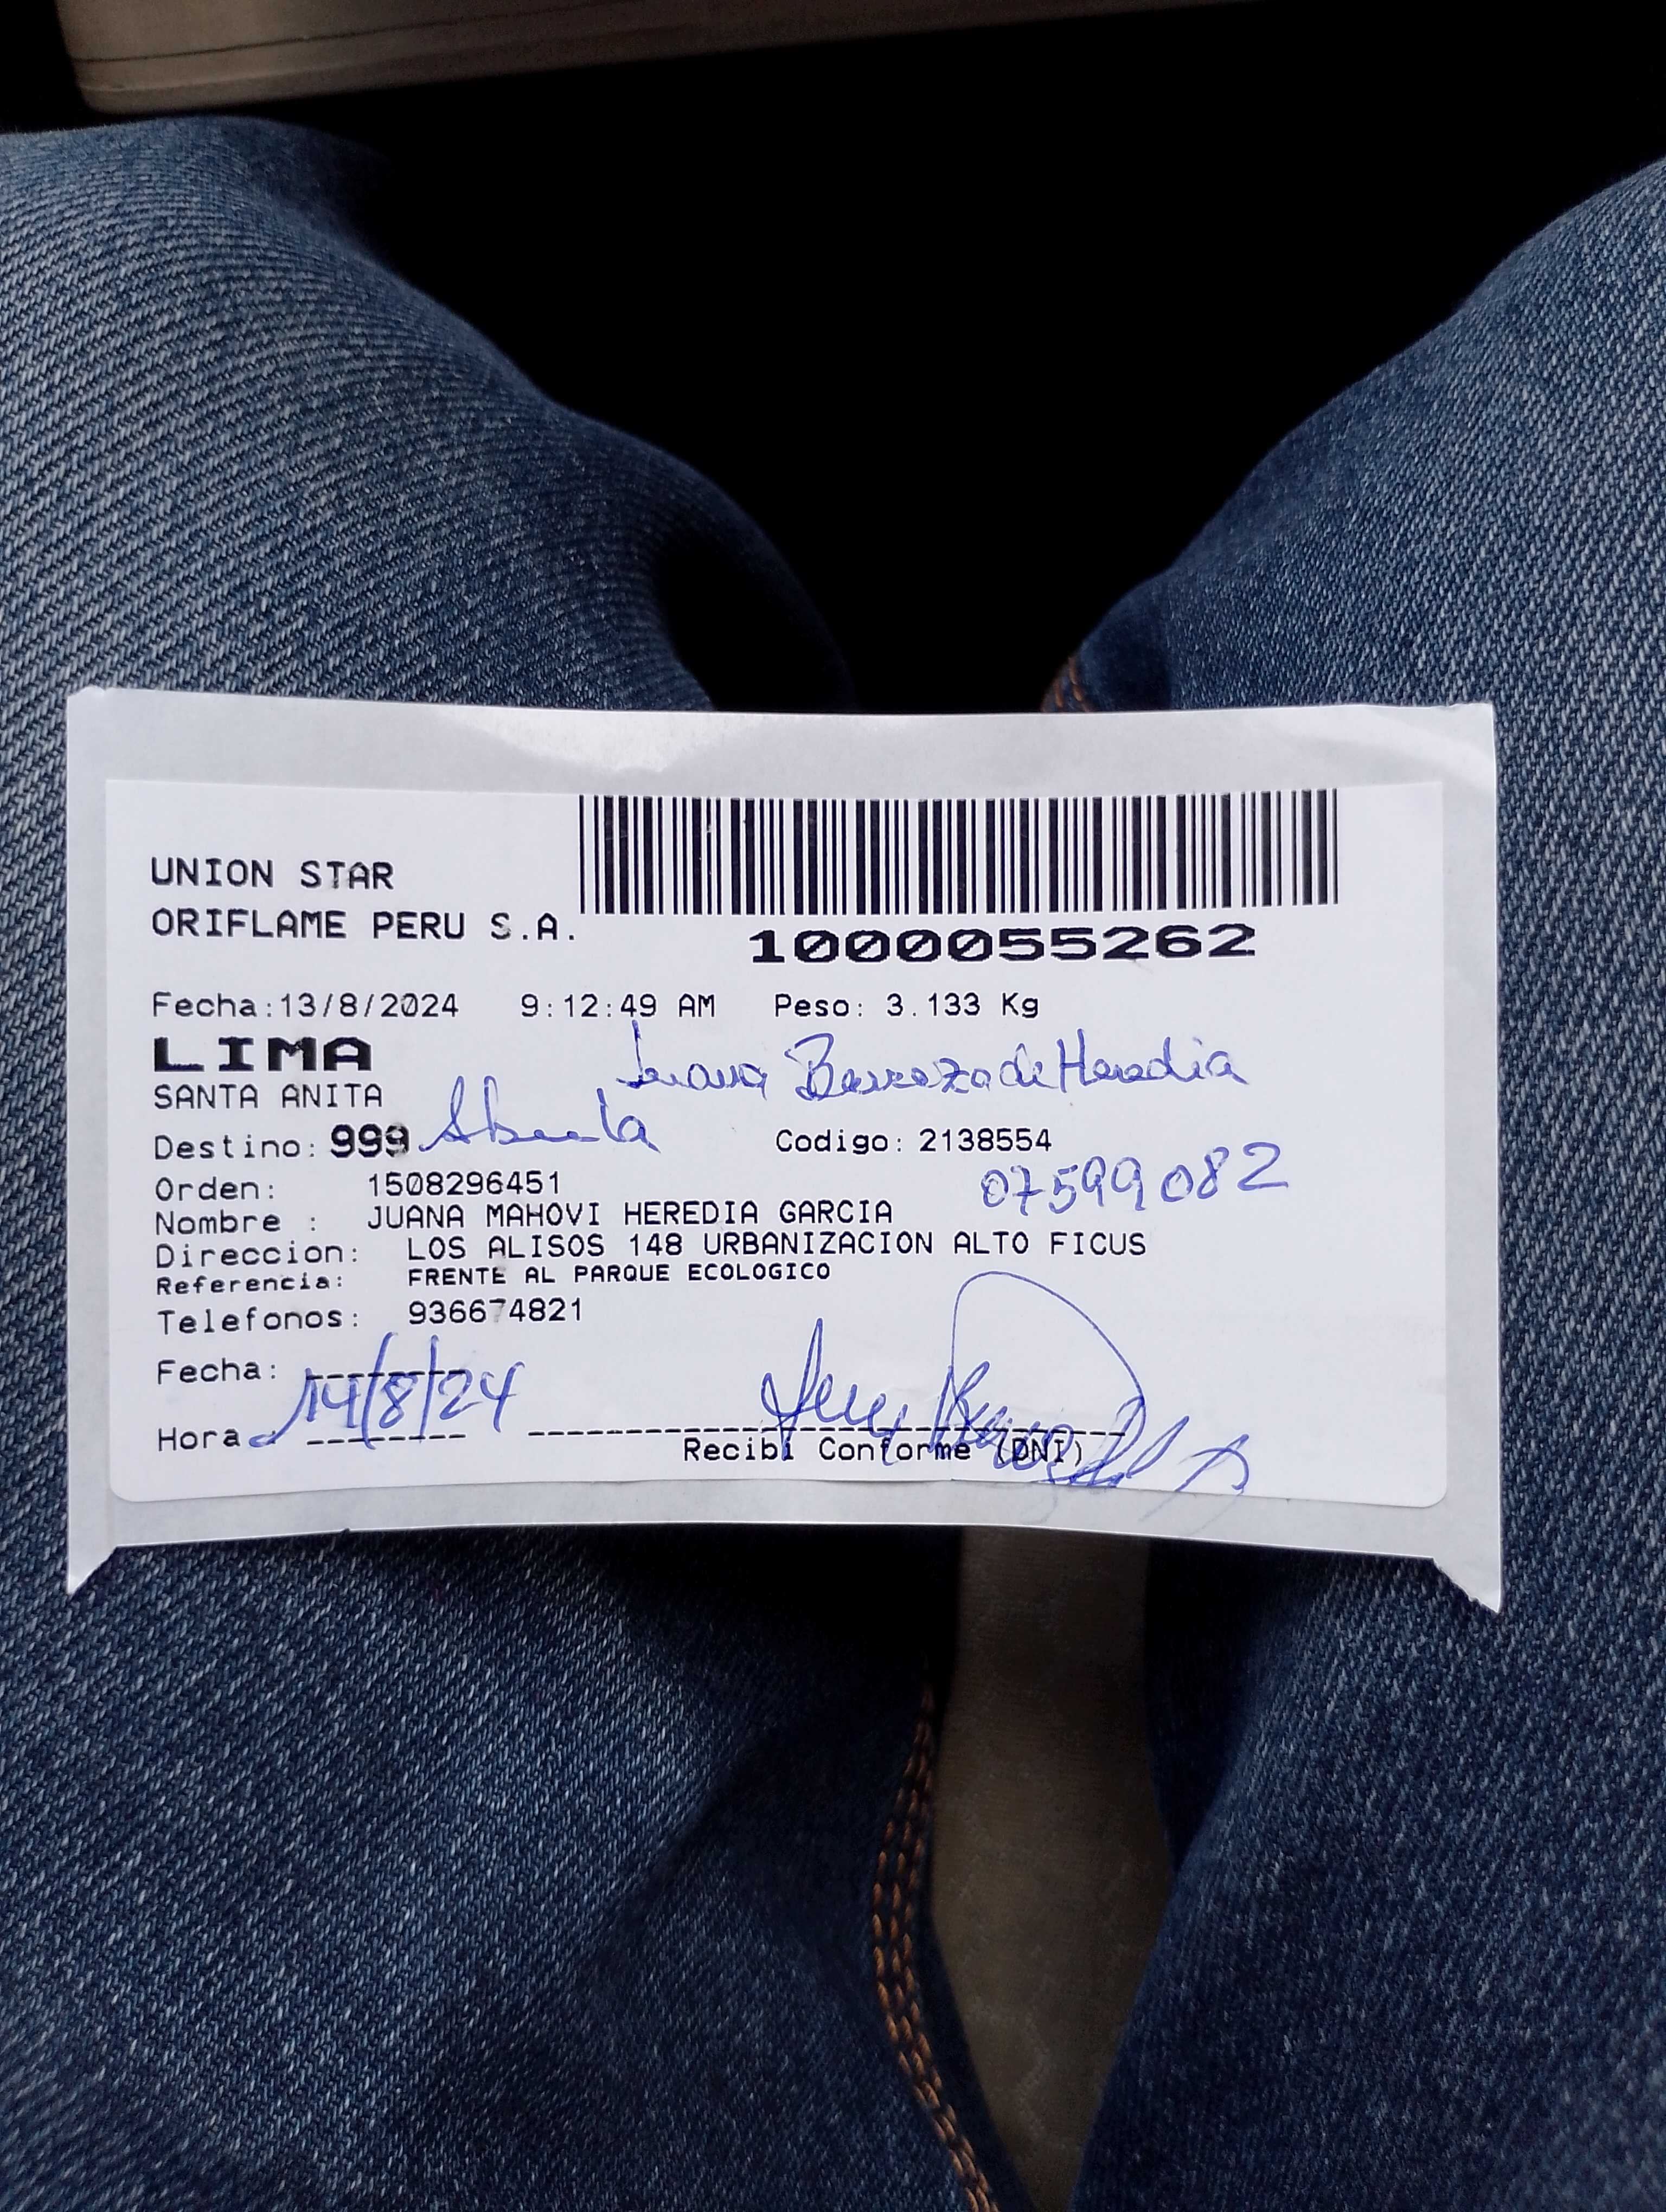 UNION STAR
ORIFLAME PERU S.A.
1000055262
Fecha:13/8/2024 9:12:49 AM Peso: 3.133 Kg
LIMA
Juana Barraza de Heredia
SANTA ANITA
Destino: 999 Abuela Codigo: 2138554
07599082
Orden: 1508296451
Nombre : JUANA MAHOVI HEREDIA GARCIA
Direccion: LOS ALISOS 148 URBANIZACION ALTO FICUS
Referencia: FRENTE AL PARQUE ECOLOGICO
Telefonos: 936674821
Fecha: 14/8/24
Hora
Recibi Conforme (DNI)